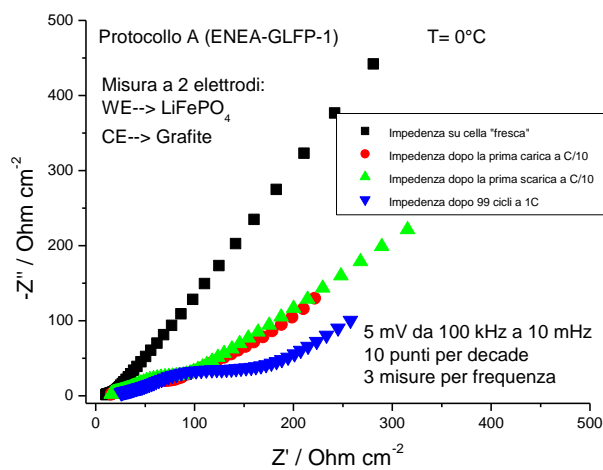 Protocollo A (ENEA-GLFP-1) T= 0°C
Misura a 2 elettrodi:
WE--> LiFePO4
CE--> Grafite
Impedenza su cella "fresca"
Impedenza dopo la prima carica a C/10
Impedenza dopo la prima scarica a C/10
Impedenza dopo 99 cicli a 1C
5 mV da 100 kHz a 10 mHz
10 punti per decade
3 misure per frequenza
-500
-400
-300
-200
-100
0
-Z'' / Ohm cm-2
0 100 200 300 400 500
Z' / Ohm cm-2